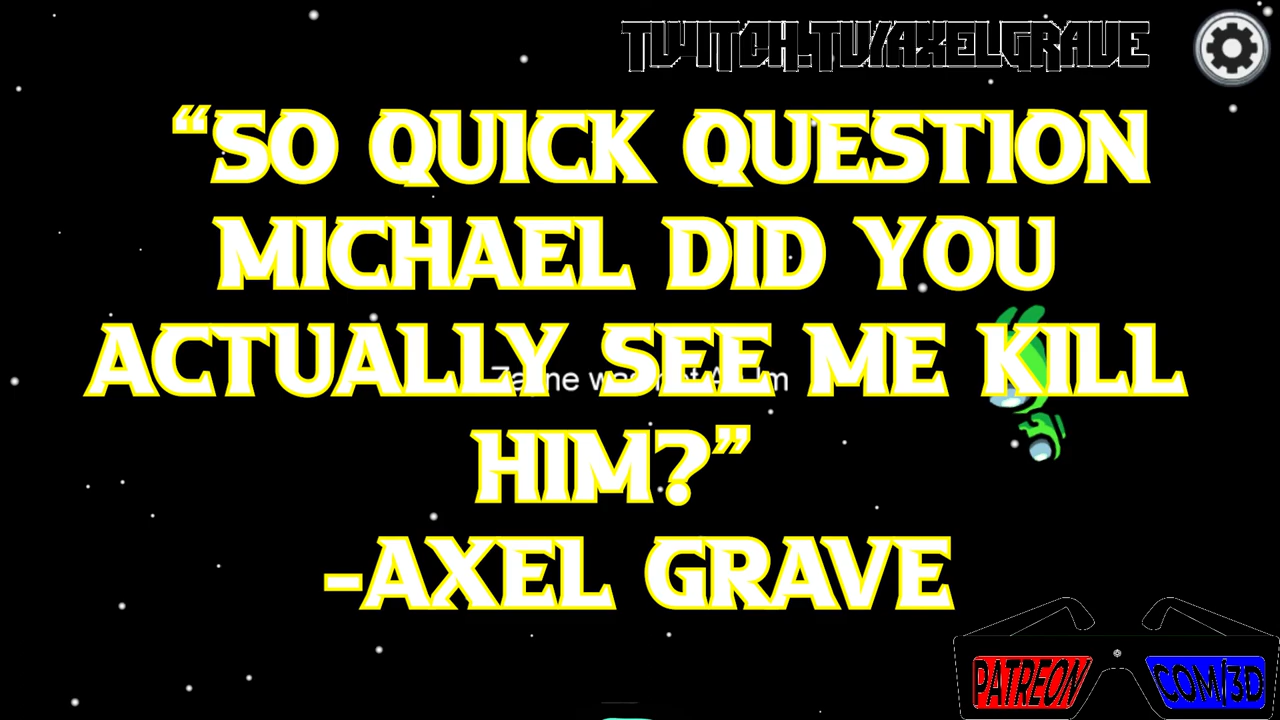 TWITCH.TV/AXELGRAVE
“SO QUICK QUESTION
MICHAEL DID YOU
ACTUALLY SEE ME KILL
HIM?”
-AXEL GRAVE
PATREON COM/3D